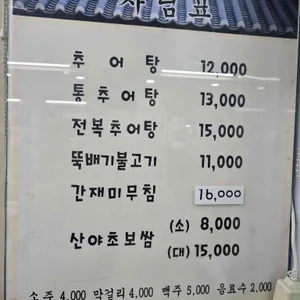 차림표
추어탕 12,000
통추어탕 13,000
전복추어탕 15,000
뚝배기불고기 11,000
간재미무침 16,000
산야초보쌈 (소) 8,000
(대) 15,000
소주 4,000 막걸리 4,000 맥주 5,000 음료수 2,000